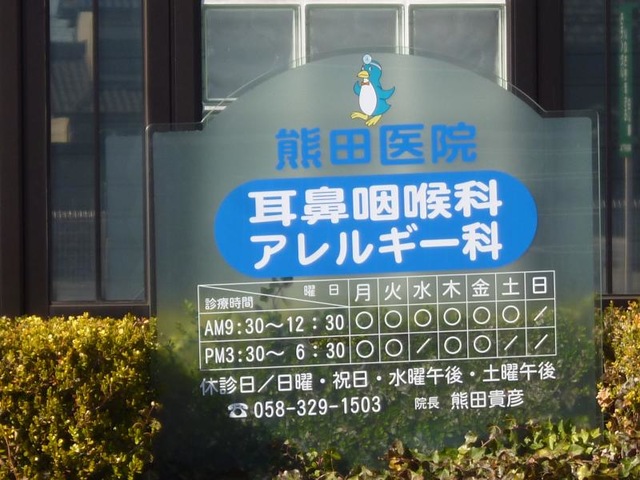 熊田医院
耳鼻咽喉科
アレルギー科
診療時間 曜日 月 火 水 木 金 土 日
AM9:30～12:30 ○ ○ ○ ○ ○ ○ ／
PM3:30～ 6:30 ○ ○ ／ ○ ○ ／ ／
休診日／日曜・祝日・水曜午後・土曜午後
☎058-329-1503 院長 熊田貴彦